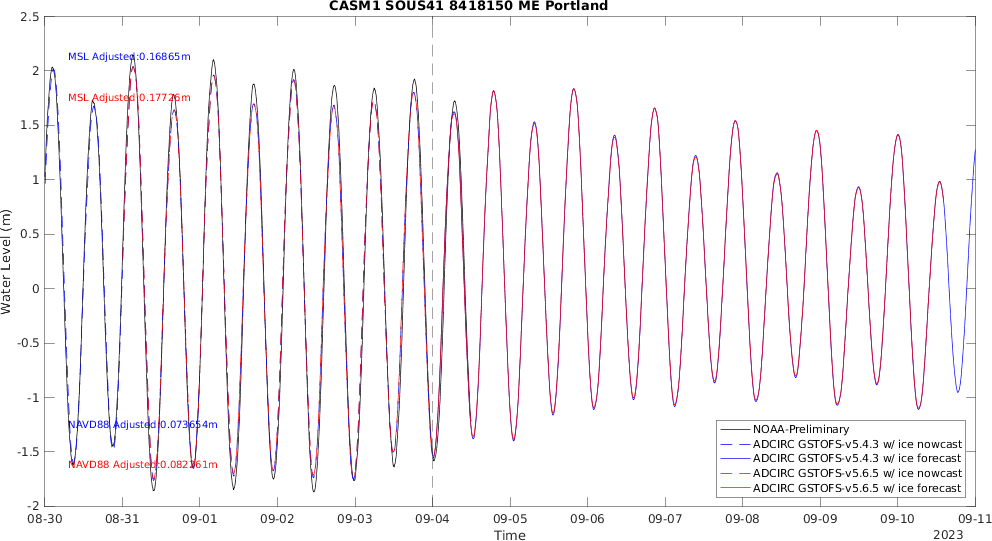 CASM1 SOUS41 8418150 ME Portland
2.5
2
1.5
1
0.5
0
-0.5
-1
-1.5
-2
Water Level (m)
MSL Adjusted:0.16865m
MSL Adjusted:0.17726m
NAVD88 Adjusted:0.073654m
NAVD88 Adjusted:0.082261m
NOAA-Preliminary
ADCIRC GSTOFS-v5.4.3 w/ ice nowcast
ADCIRC GSTOFS-v5.4.3 w/ ice forecast
ADCIRC GSTOFS-v5.6.5 w/ ice nowcast
ADCIRC GSTOFS-v5.6.5 w/ ice forecast
08-30 08-31 09-01 09-02 09-03 09-04 09-05 09-06 09-07 09-08 09-09 09-10 09-11
Time
2023